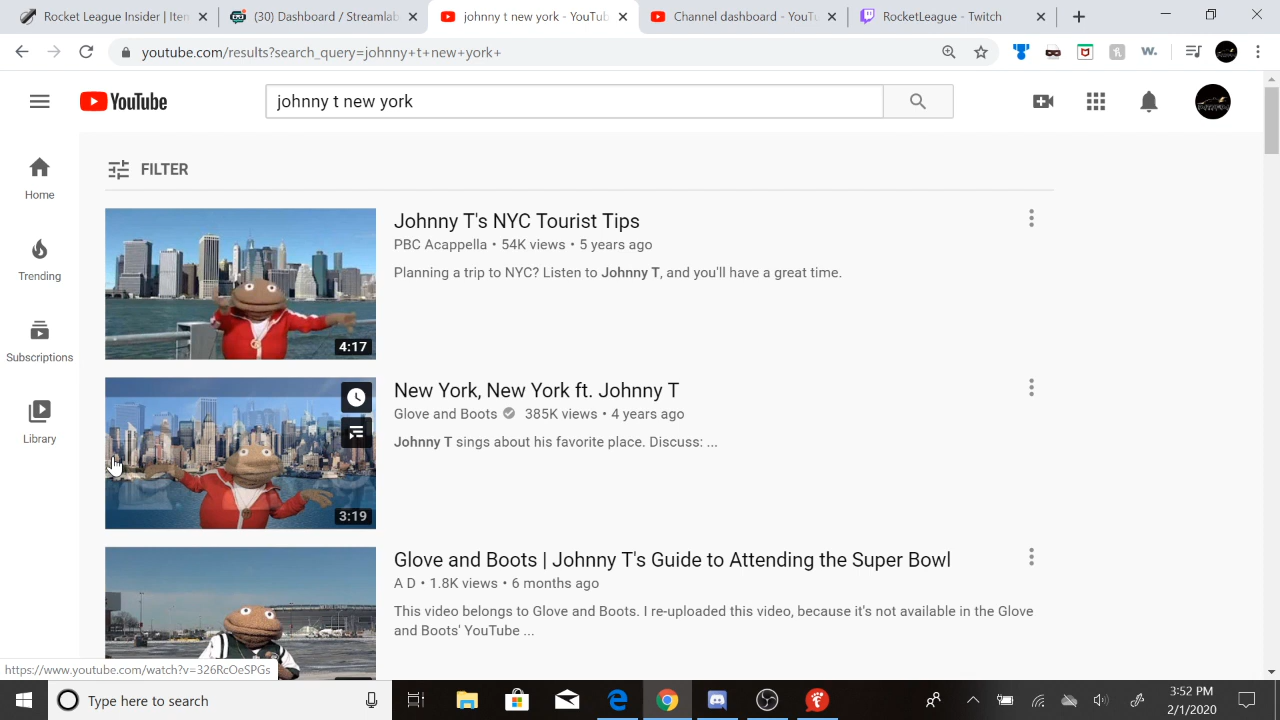 Rocket League
Dashboard / Streamlabs
johnny t new york - YouTube
Channel dashboard - YouTube
RocketLeague - Twitch
youtube.com/results?search_query=johnny+t+new+york+
YouTube
johnny t new york
Home
Trending
Subscriptions
Library
FILTER
4:17
Johnny T's NYC Tourist Tips
PBC Acappella • 54K views • 5 years ago
Planning a trip to NYC? Listen to Johnny T, and you'll have a great time.
3:19
New York, New York ft. Johnny T
Glove and Boots 385K views • 4 years ago
Johnny T sings about his favorite place. Discuss: ...
Glove and Boots | Johnny T's Guide to Attending the Super Bowl
A D • 1.8K views • 6 months ago
This video belongs to Glove and Boots. I re-uploaded this video, because it's not available in the Glove
and Boots' YouTube ...
https://www.youtube.com/watch?v=326RcOeSPGs
Type here to search
3:52 PM
2/1/2020